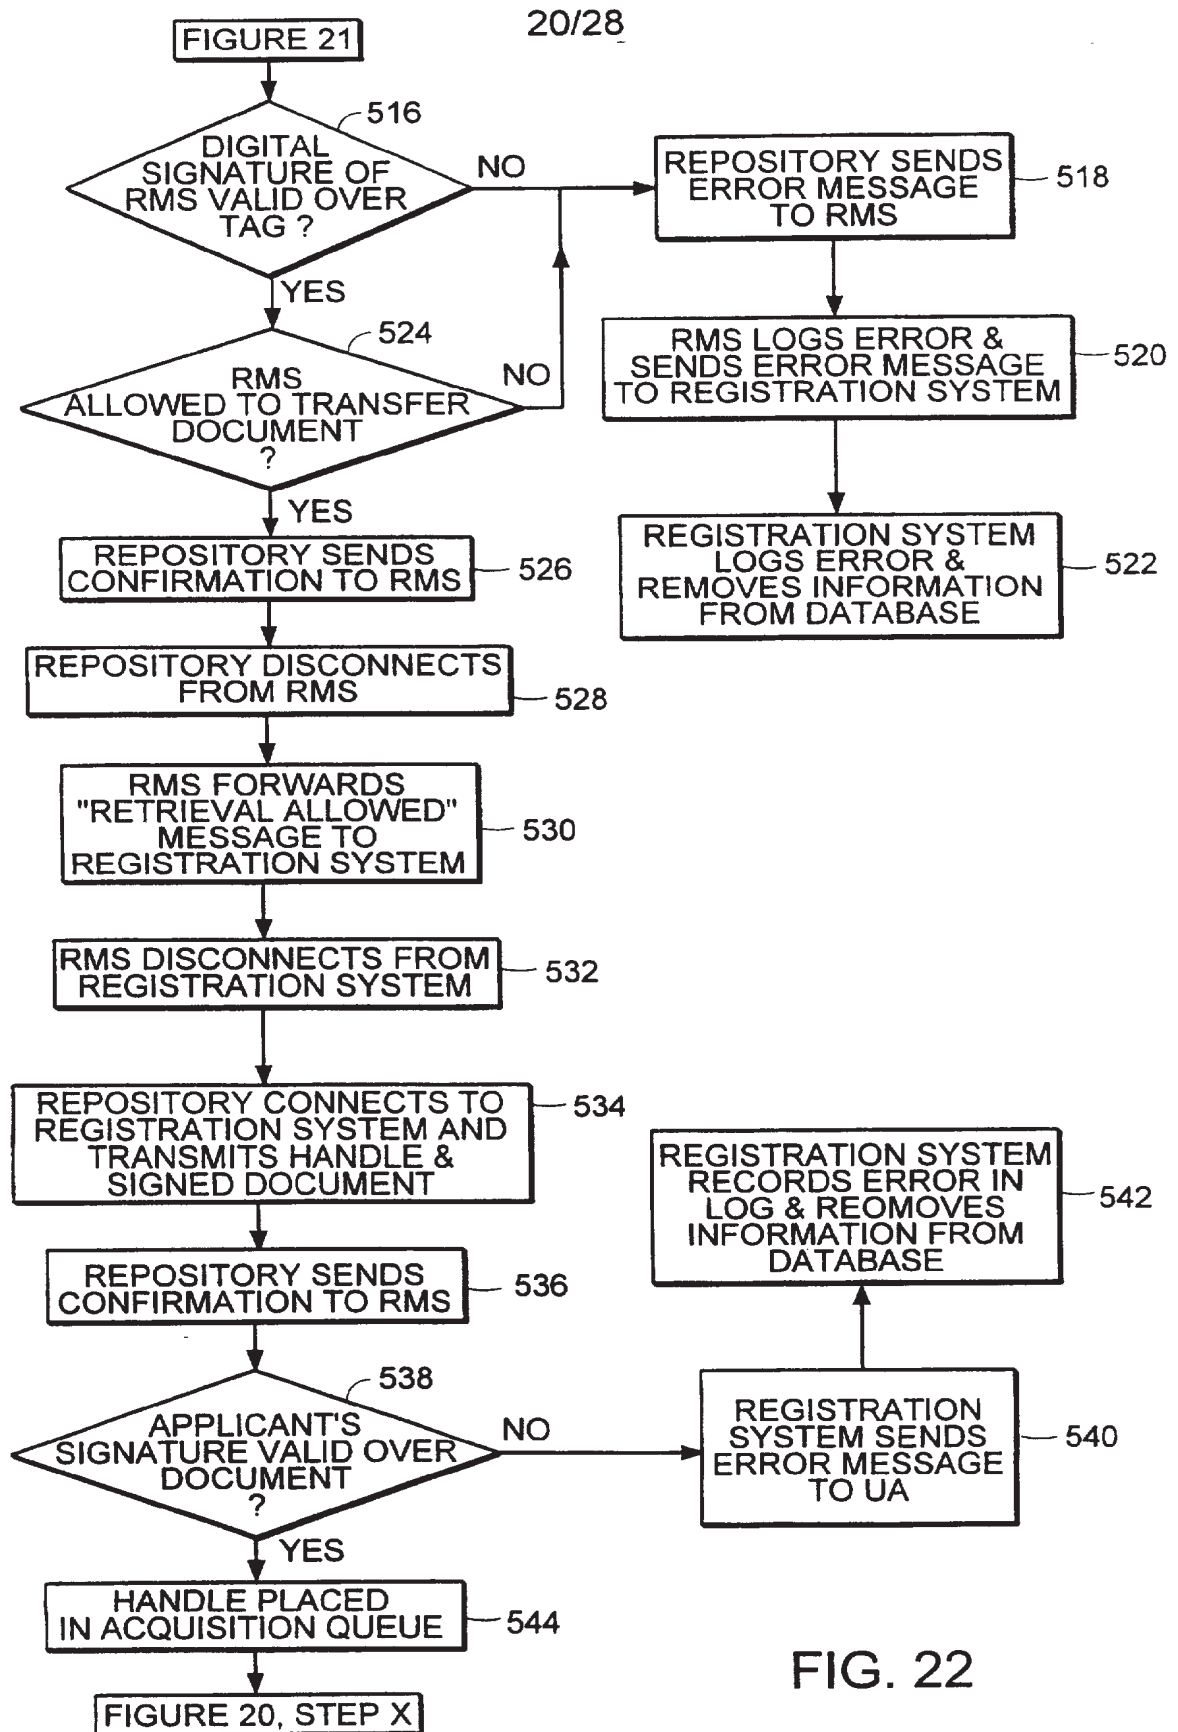 20/28
FIGURE 21
516
DIGITAL
SIGNATURE OF
RMS VALID OVER
TAG ?
NO
YES
REPOSITORY SENDS
ERROR MESSAGE
TO RMS
518
524
RMS
ALLOWED TO TRANSFER
DOCUMENT
?
NO
YES
RMS LOGS ERROR &
SENDS ERROR MESSAGE
TO REGISTRATION SYSTEM
520
REGISTRATION SYSTEM
LOGS ERROR &
REMOVES INFORMATION
FROM DATABASE
522
REPOSITORY SENDS
CONFIRMATION TO RMS
526
REPOSITORY DISCONNECTS
FROM RMS
528
RMS FORWARDS
"RETRIEVAL ALLOWED"
MESSAGE TO
REGISTRATION SYSTEM
530
RMS DISCONNECTS FROM
REGISTRATION SYSTEM
532
REPOSITORY CONNECTS TO
REGISTRATION SYSTEM AND
TRANSMITS HANDLE &
SIGNED DOCUMENT
534
REPOSITORY SENDS
CONFIRMATION TO RMS
536
538
APPLICANT'S
SIGNATURE VALID OVER
DOCUMENT
?
NO
YES
REGISTRATION
SYSTEM SENDS
ERROR MESSAGE
TO UA
540
REGISTRATION SYSTEM
RECORDS ERROR IN
LOG & REOMOVES
INFORMATION FROM
DATABASE
542
HANDLE PLACED
IN ACQUISITION QUEUE
544
FIGURE 20, STEP X
FIG. 22